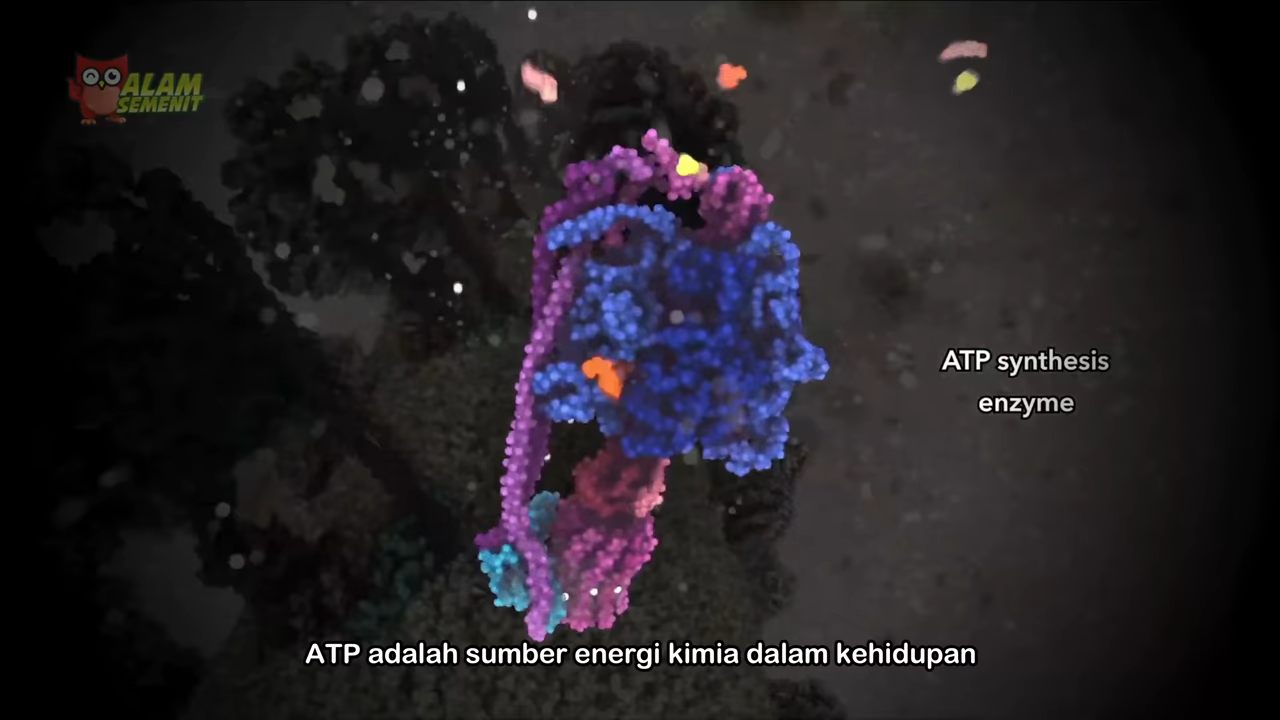 ALAM
SEMENIT
ATP synthesis
enzyme
ATP adalah sumber energi kimia dalam kehidupan